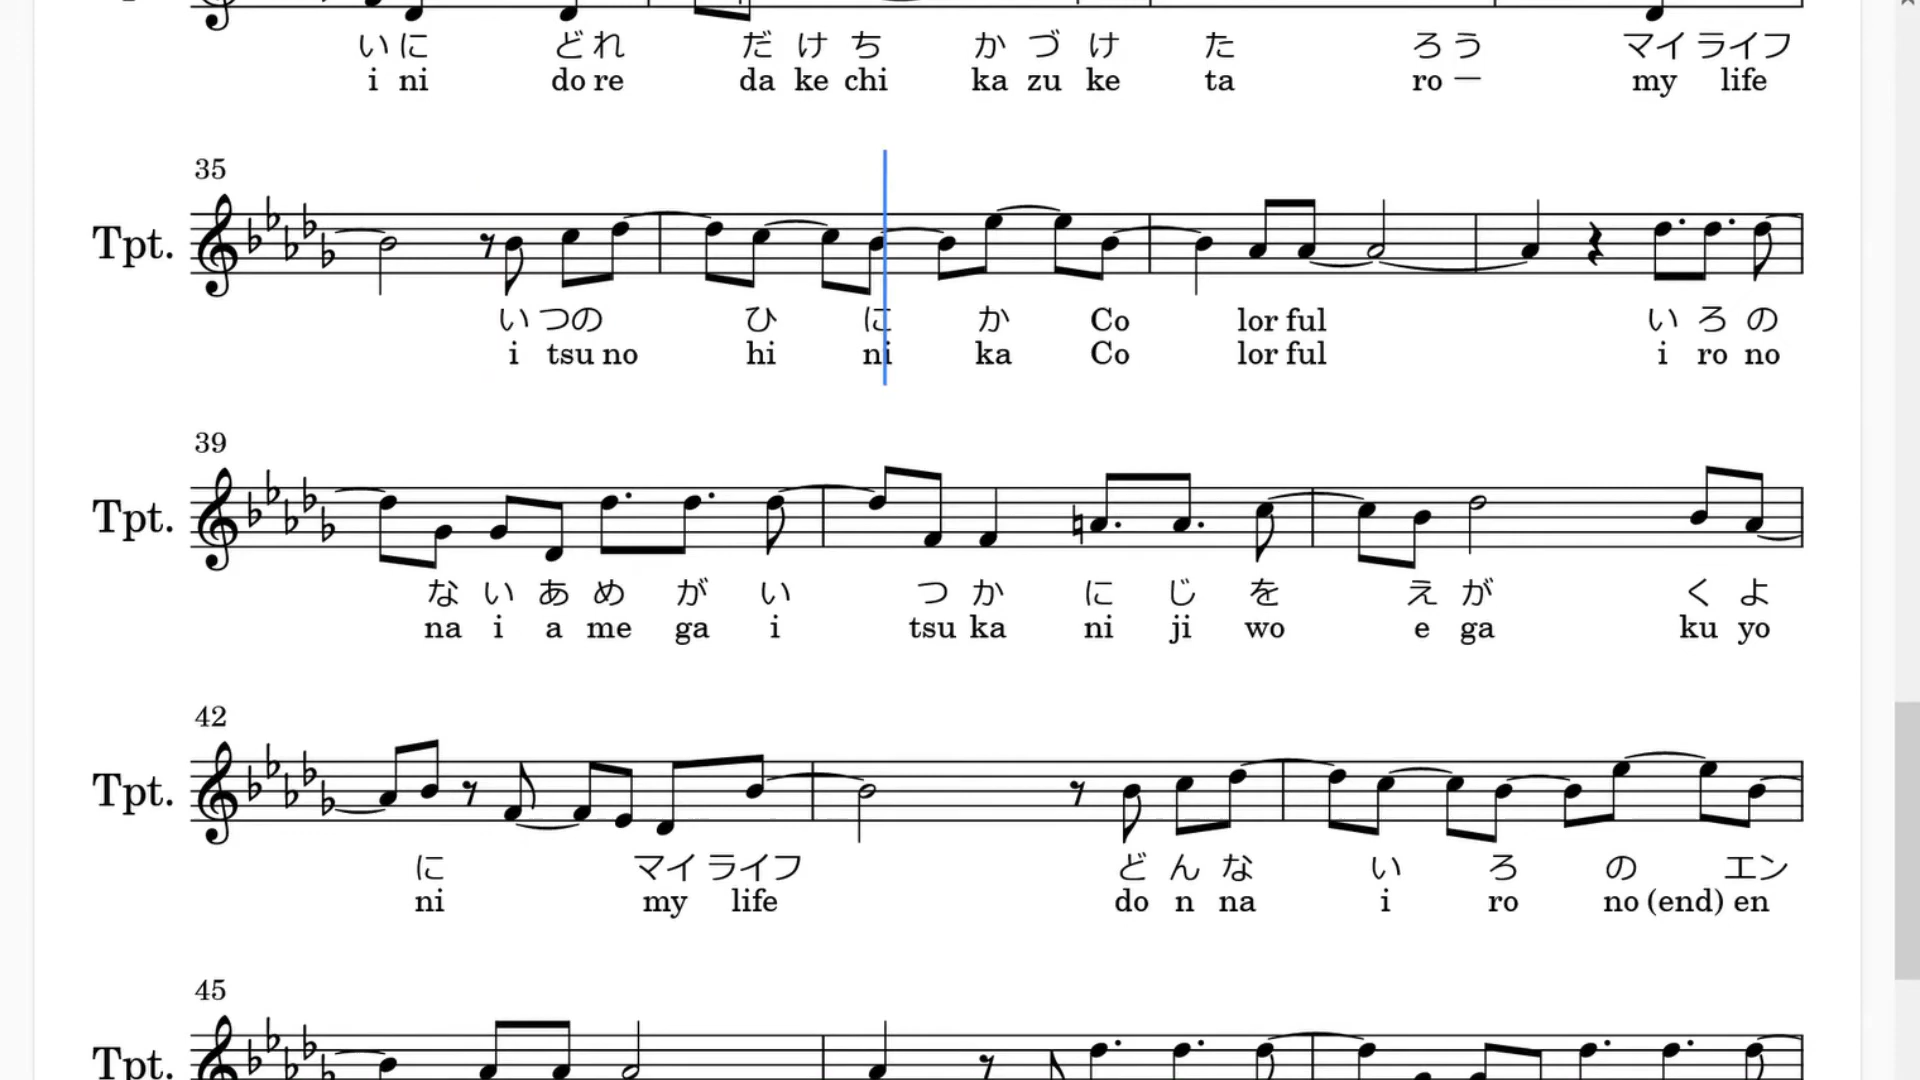 いに どれ だ け ち か づ け た ろ う マイ ライフ
i ni do re da ke chi ka zu ke ta ro ー my life
35
Tpt.
い つの ひ に か Co lor ful い ろ の
i tsu no hi ni ka Co lor ful i ro no
39
Tpt.
な い あ め が い つ か に じ を え が く よ
na i a me ga i tsu ka ni ji wo e ga ku yo
42
Tpt.
に マイ ライフ ど ん な い ろ の エン
ni my life do n na i ro no (end) en
45
Tpt.